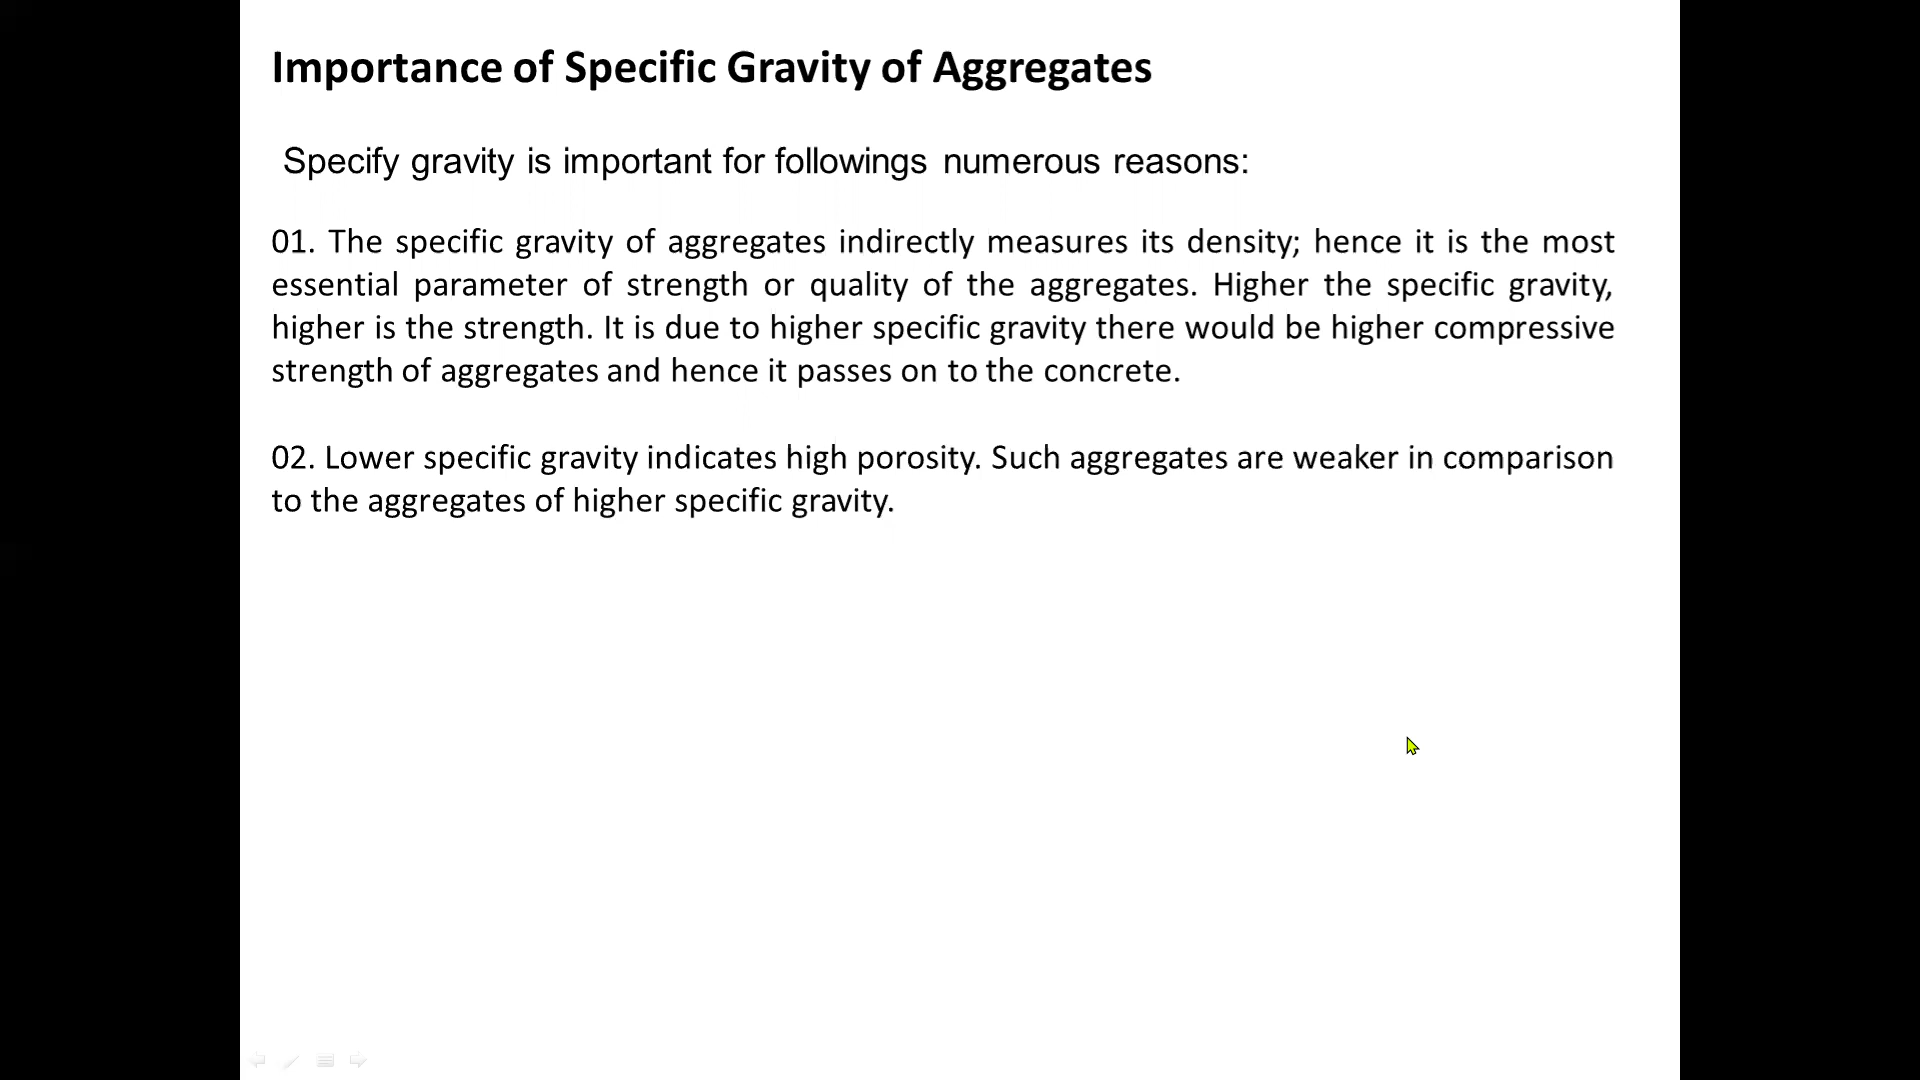 Importance of Specific Gravity of Aggregates
Specify gravity is important for followings numerous reasons:
01. The specific gravity of aggregates indirectly measures its density; hence it is the most
essential parameter of strength or quality of the aggregates. Higher the specific gravity,
higher is the strength. It is due to higher specific gravity there would be higher compressive
strength of aggregates and hence it passes on to the concrete.
02. Lower specific gravity indicates high porosity. Such aggregates are weaker in comparison
to the aggregates of higher specific gravity.